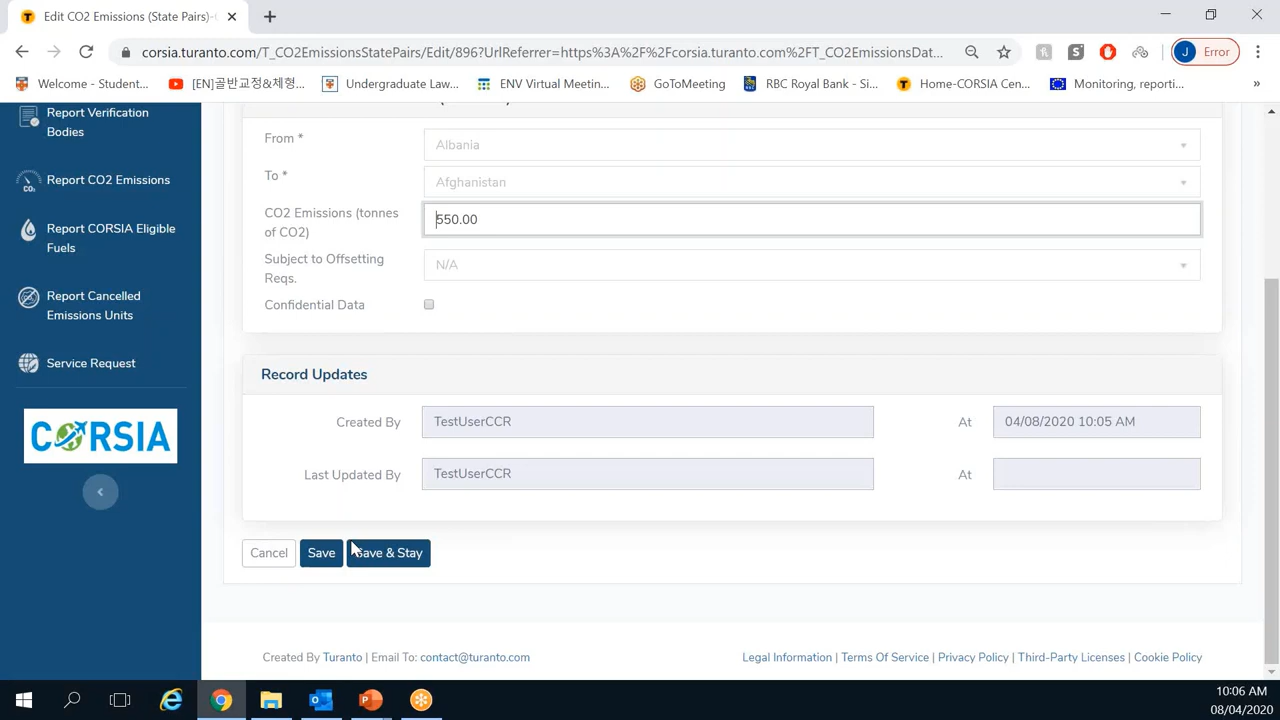 Edit CO2 Emissions (State Pairs)-
corsia.turanto.com/T_CO2EmissionsStatePairs/Edit/896?UrlReferrer=https%3A%2F%2Fcorsia.turanto.com%2FT_CO2EmissionsDat...
J Error
Welcome - Student...
[EN]골반교정&체형...
Undergraduate Law...
ENV Virtual Meetin...
GoToMeeting
RBC Royal Bank - Si...
Home-CORSIA Cen...
Monitoring, reporti...
»
Report Verification
Bodies
Report CO2 Emissions
Report CORSIA Eligible
Fuels
Report Cancelled
Emissions Units
Service Request
CORSIA
From *
Albania
To *
Afghanistan
CO2 Emissions (tonnes
of CO2)
550.00
Subject to Offsetting
Reqs.
N/A
Confidential Data
Record Updates
Created By
TestUserCCR
At
04/08/2020 10:05 AM
Last Updated By
TestUserCCR
At
Cancel
Save
Save & Stay
Created By Turanto | Email To: contact@turanto.com
Legal Information | Terms Of Service | Privacy Policy | Third-Party Licenses | Cookie Policy
10:06 AM
08/04/2020